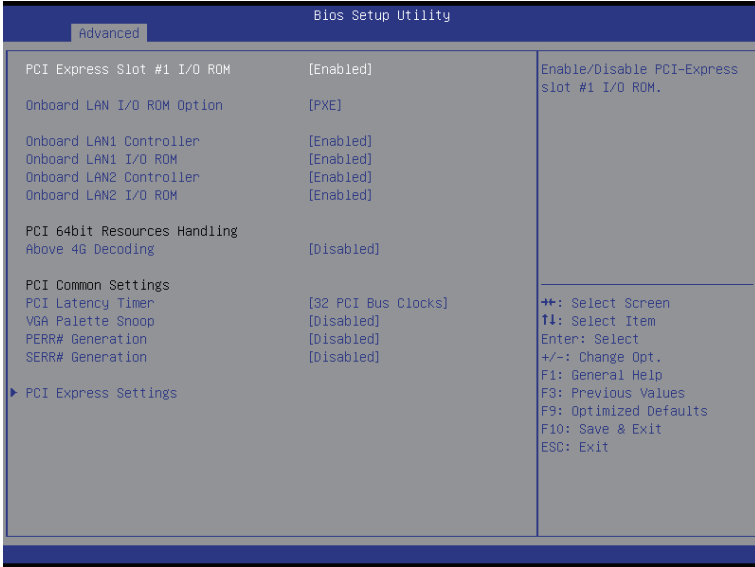 Bios Setup Utility
Advanced
PCI Express Slot #1 I/O ROM [Enabled]
Onboard LAN I/O ROM Option [PXE]
Onboard LAN1 Controller [Enabled]
Onboard LAN1 I/O ROM [Enabled]
Onboard LAN2 Controller [Enabled]
Onboard LAN2 I/O ROM [Enabled]
PCI 64bit Resources Handling
Above 4G Decoding [Disabled]
PCI Common Settings
PCI Latency Timer [32 PCI Bus Clocks]
VGA Palette Snoop [Disabled]
PERR# Generation [Disabled]
SERR# Generation [Disabled]
PCI Express Settings
Enable/Disable PCI-Express
slot #1 I/O ROM.
→←: Select Screen
↑↓: Select Item
Enter: Select
+/-: Change Opt.
F1: General Help
F3: Previous Values
F9: Optimized Defaults
F10: Save & Exit
ESC: Exit